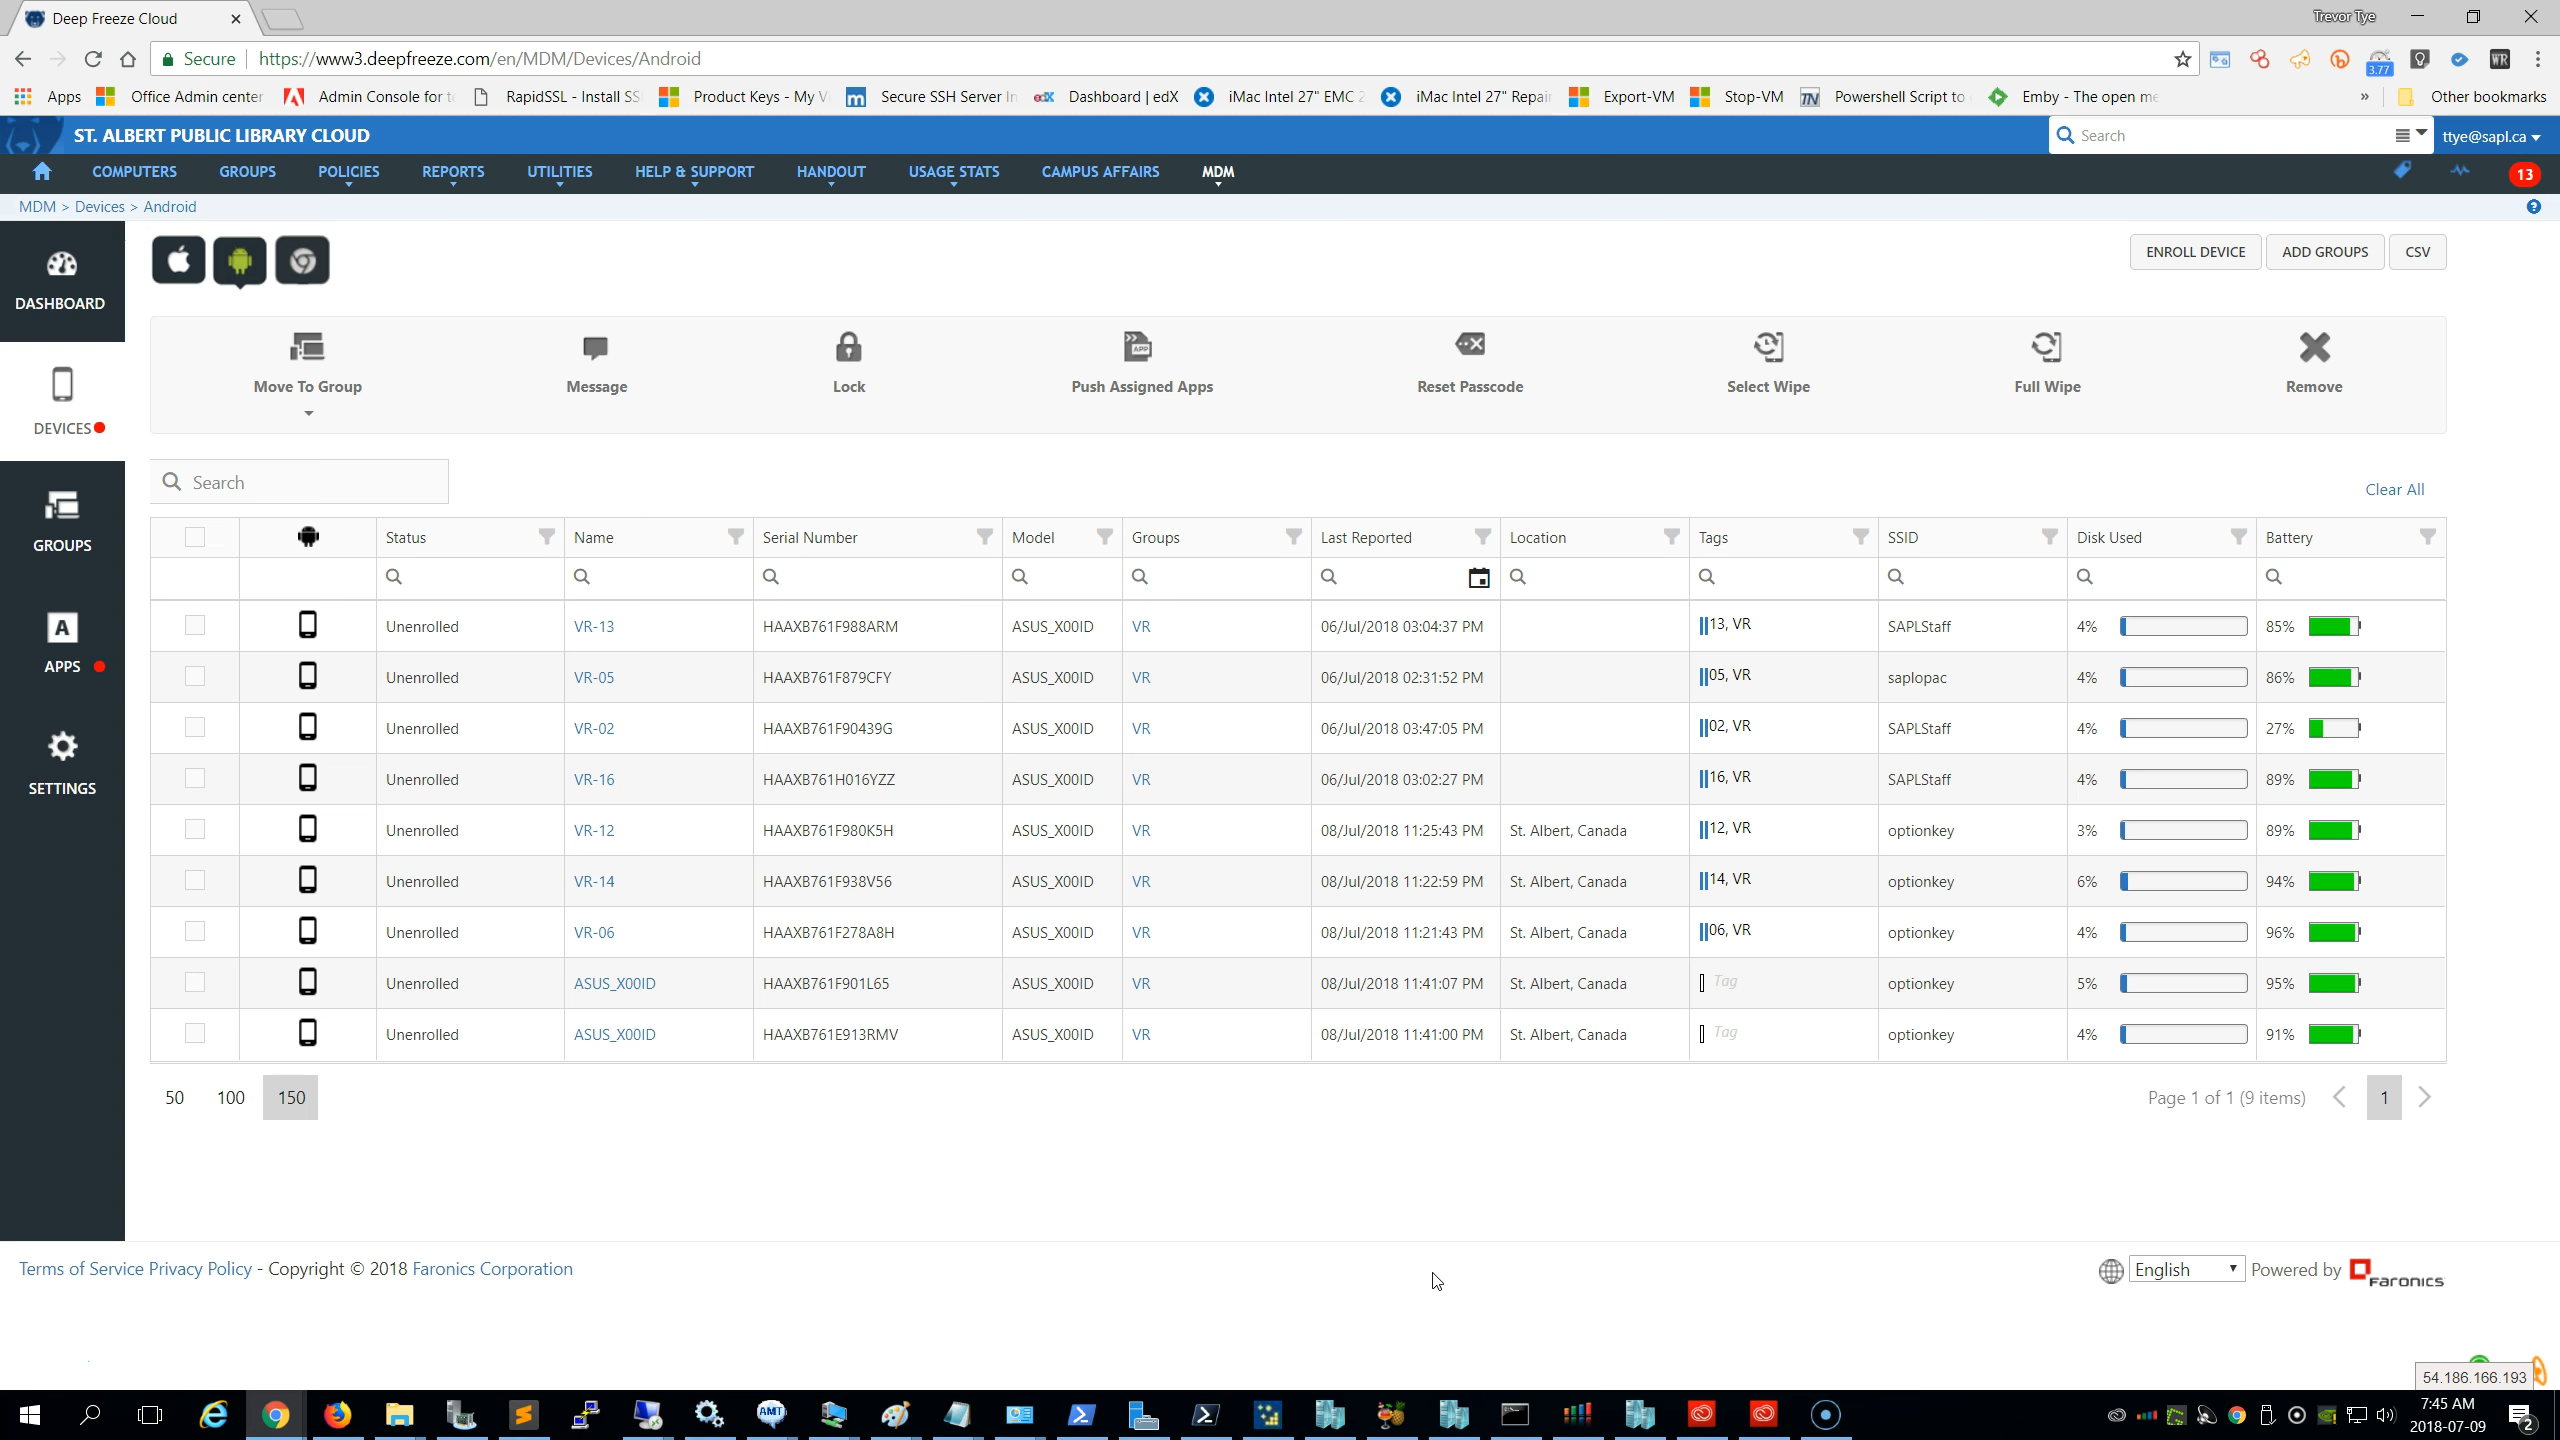 Deep Freeze Cloud
Trevor Tye
Secure https://www3.deepfreeze.com/en/MDM/Devices/Android
3.77
WR
Apps Office Admin center Admin Console for t RapidSSL - Install SS Product Keys - My V Secure SSH Server In edX Dashboard | edX iMac Intel 27" EMC 2 iMac Intel 27" Repair Export-VM Stop-VM TN Powershell Script to Emby - The open me » Other bookmarks
ST. ALBERT PUBLIC LIBRARY CLOUD
Search
ttye@sapl.ca
COMPUTERS GROUPS POLICIES REPORTS UTILITIES HELP & SUPPORT HANDOUT USAGE STATS CAMPUS AFFAIRS MDM
13
MDM > Devices > Android
DASHBOARD
DEVICES
GROUPS
APPS
SETTINGS
ENROLL DEVICE ADD GROUPS CSV
Move To Group Message Lock Push Assigned Apps Reset Passcode Select Wipe Full Wipe Remove
Search
Clear All
Status Name Serial Number Model Groups Last Reported Location Tags SSID Disk Used Battery
Unenrolled VR-13 HAAXB761F988ARM ASUS_X00ID VR 06/Jul/2018 03:04:37 PM 13, VR SAPLStaff 4% 85%
Unenrolled VR-05 HAAXB761F879CFY ASUS_X00ID VR 06/Jul/2018 02:31:52 PM 05, VR saplopac 4% 86%
Unenrolled VR-02 HAAXB761F90439G ASUS_X00ID VR 06/Jul/2018 03:47:05 PM 02, VR SAPLStaff 4% 27%
Unenrolled VR-16 HAAXB761H016YZZ ASUS_X00ID VR 06/Jul/2018 03:02:27 PM 16, VR SAPLStaff 4% 89%
Unenrolled VR-12 HAAXB761F980K5H ASUS_X00ID VR 08/Jul/2018 11:25:43 PM St. Albert, Canada 12, VR optionkey 3% 89%
Unenrolled VR-14 HAAXB761F938V56 ASUS_X00ID VR 08/Jul/2018 11:22:59 PM St. Albert, Canada 14, VR optionkey 6% 94%
Unenrolled VR-06 HAAXB761F278A8H ASUS_X00ID VR 08/Jul/2018 11:21:43 PM St. Albert, Canada 06, VR optionkey 4% 96%
Unenrolled ASUS_X00ID HAAXB761F901L65 ASUS_X00ID VR 08/Jul/2018 11:41:07 PM St. Albert, Canada Tag optionkey 5% 95%
Unenrolled ASUS_X00ID HAAXB761E913RMV ASUS_X00ID VR 08/Jul/2018 11:41:00 PM St. Albert, Canada Tag optionkey 4% 91%
50 100 150
Page 1 of 1 (9 items) 1
Terms of Service Privacy Policy - Copyright © 2018 Faronics Corporation
English Powered by Faronics
54.186.166.193
AMT
7:45 AM
2018-07-09
2